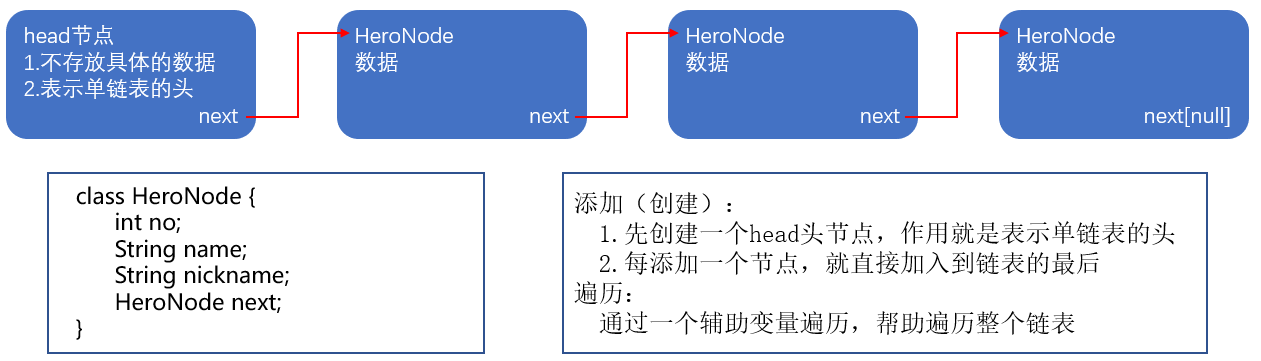 head节点
1.不存放具体的数据
2.表示单链表的头
next
HeroNode
数据
next
HeroNode
数据
next
HeroNode
数据
next[null]
class HeroNode {
int no;
String name;
String nickname;
HeroNode next;
}
添加（创建）：
1.先创建一个head头节点，作用就是表示单链表的头
2.每添加一个节点，就直接加入到链表的最后
遍历：
通过一个辅助变量遍历，帮助遍历整个链表